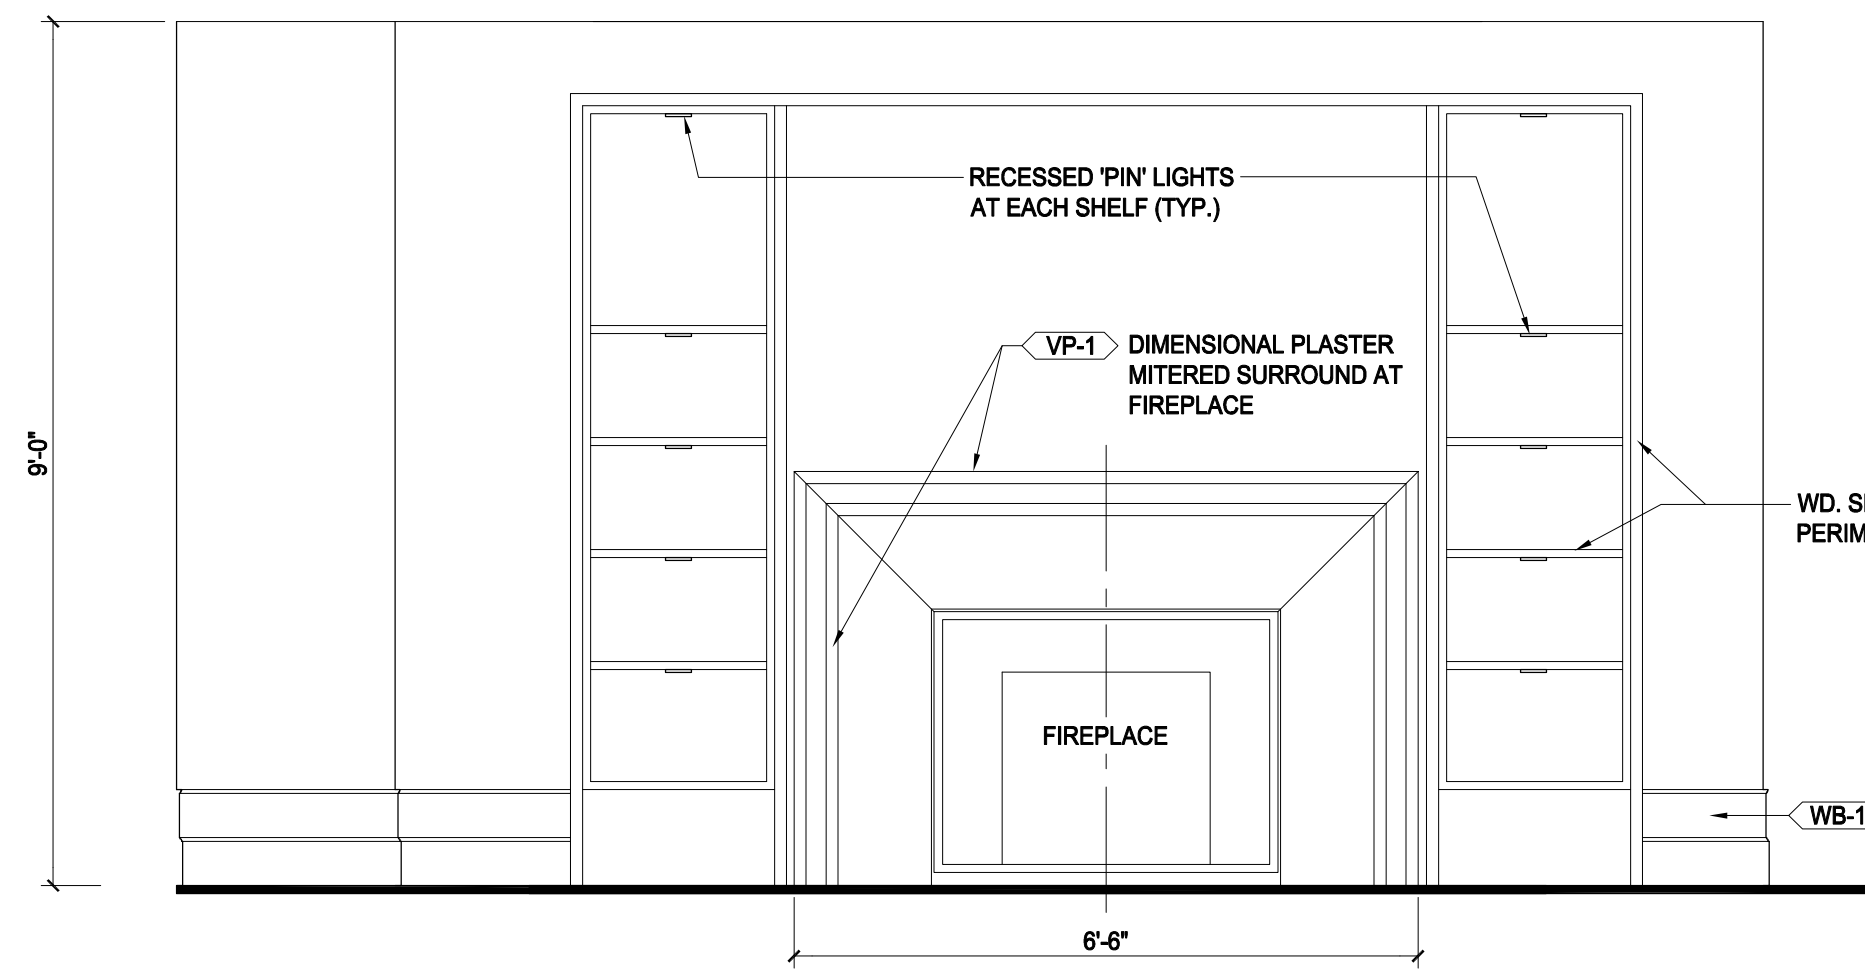 RECESSED 'PIN' LIGHTS
AT EACH SHELF (TYP.)
VP-1
DIMENSIONAL PLASTER
MITERED SURROUND AT
FIREPLACE
9'-0"
WD.
FIREPLACE
WB-1
6'-6"